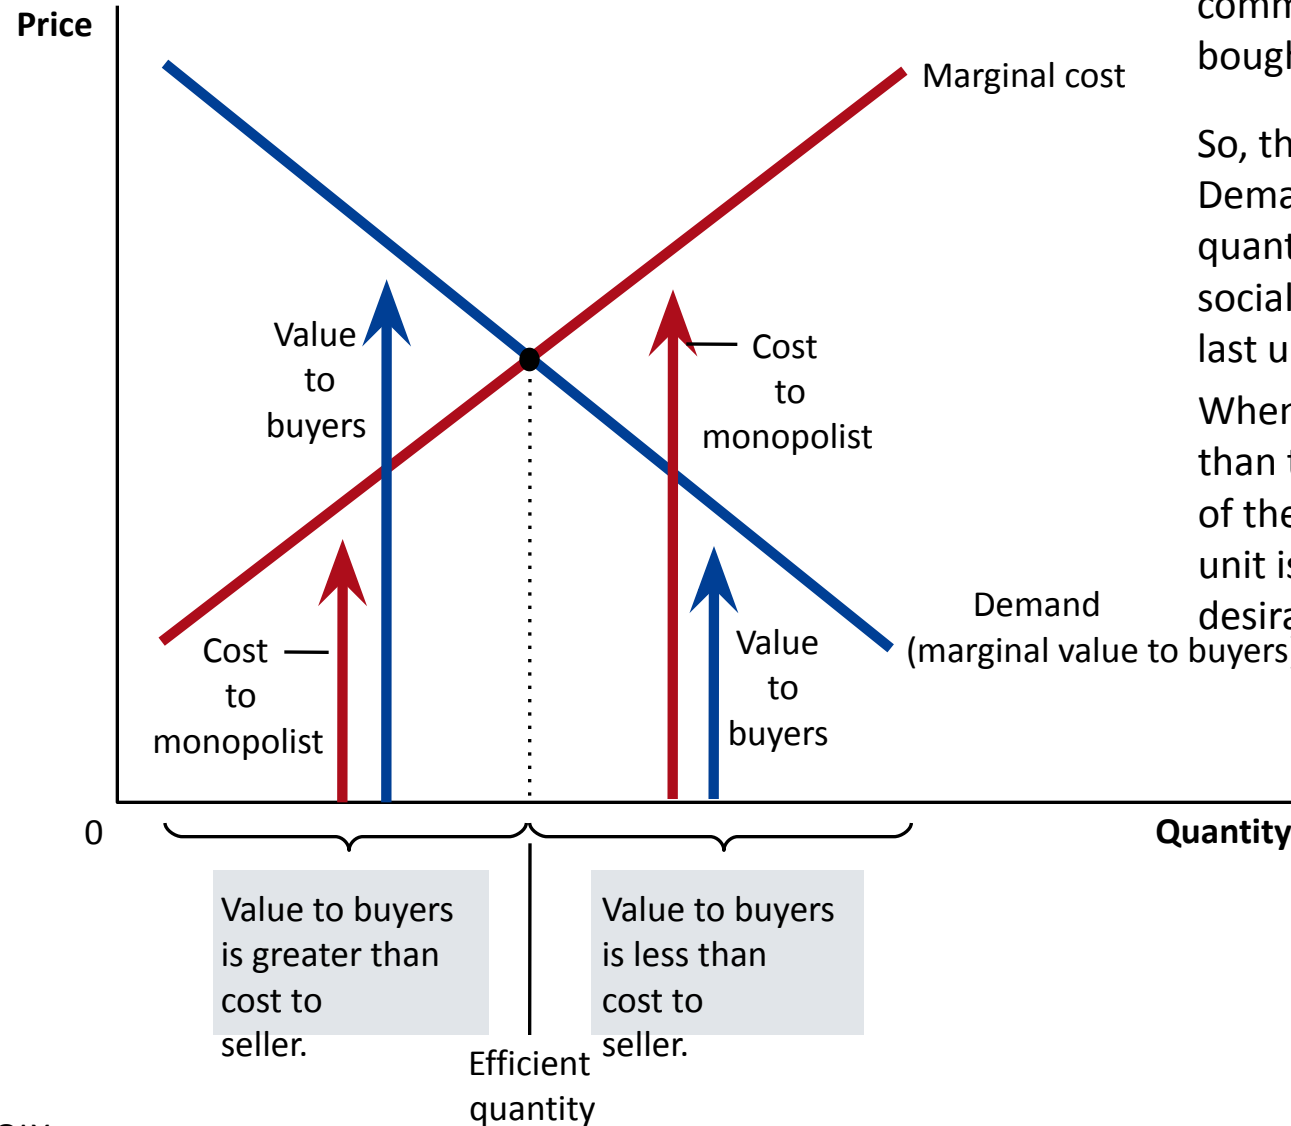 Price
Marginal cost
Value
to
buyers
Cost
to
monopolist
Cost
to
monopolist
Value
to
buyers
Demand
(marginal value to buyers)
0
Quantity
Value to buyers
is greater than
cost to
seller.
Value to buyers
is less than
cost to
seller.
Efficient
quantity
bough
So, th
Dema
quant
social
last u
When
than t
of the
unit is
desira